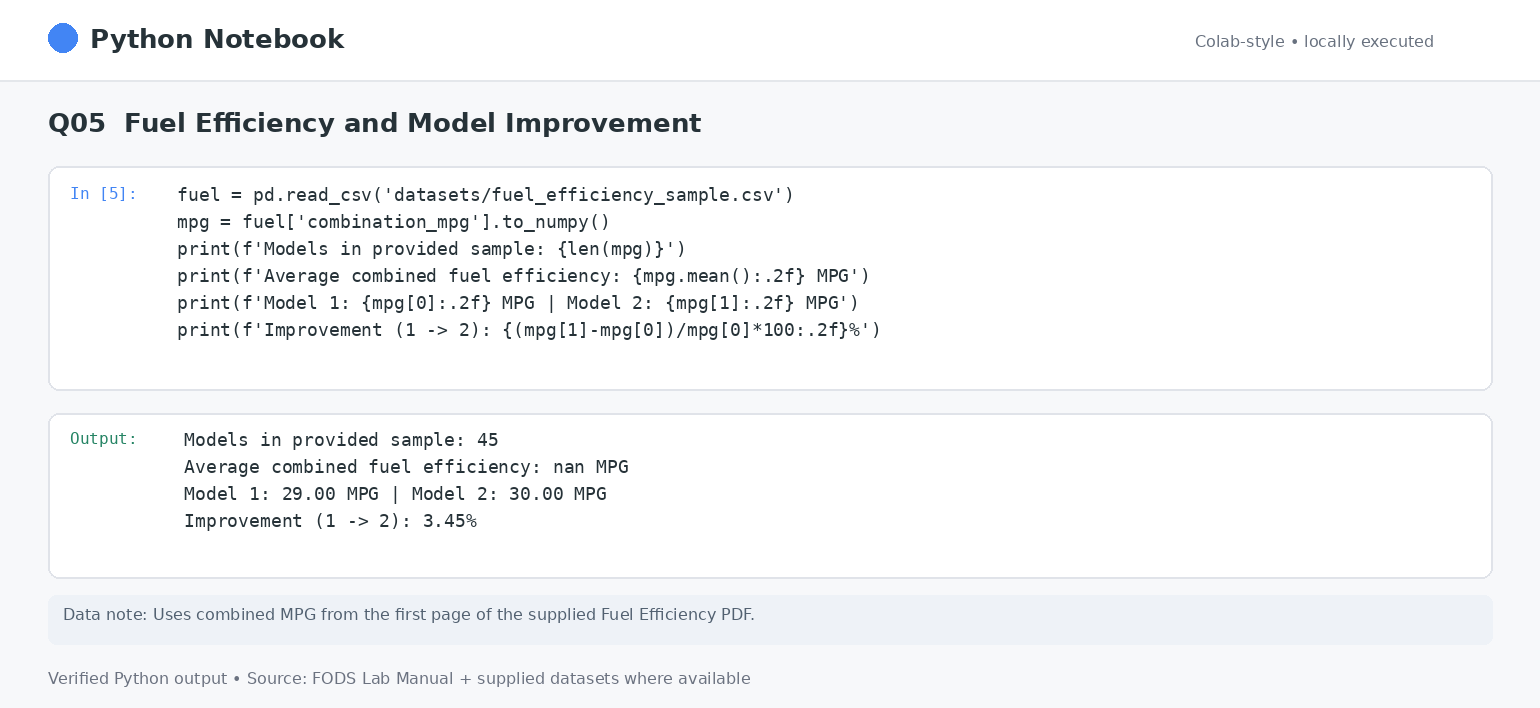 Python Notebook
Colab-style • locally executed
Q05  Fuel Efficiency and Model Improvement
In [5]:
fuel = pd.read_csv('datasets/fuel_efficiency_sample.csv')
mpg = fuel['combination_mpg'].to_numpy()
print(f'Models in provided sample: {len(mpg)}')
print(f'Average combined fuel efficiency: {mpg.mean():.2f} MPG')
print(f'Model 1: {mpg[0]:.2f} MPG | Model 2: {mpg[1]:.2f} MPG')
print(f'Improvement (1 -> 2): {(mpg[1]-mpg[0])/mpg[0]*100:.2f}%')
Output:
Models in provided sample: 45
Average combined fuel efficiency: nan MPG
Model 1: 29.00 MPG | Model 2: 30.00 MPG
Improvement (1 -> 2): 3.45%
Data note: Uses combined MPG from the first page of the supplied Fuel Efficiency PDF.
Verified Python output • Source: FODS Lab Manual + supplied datasets where available